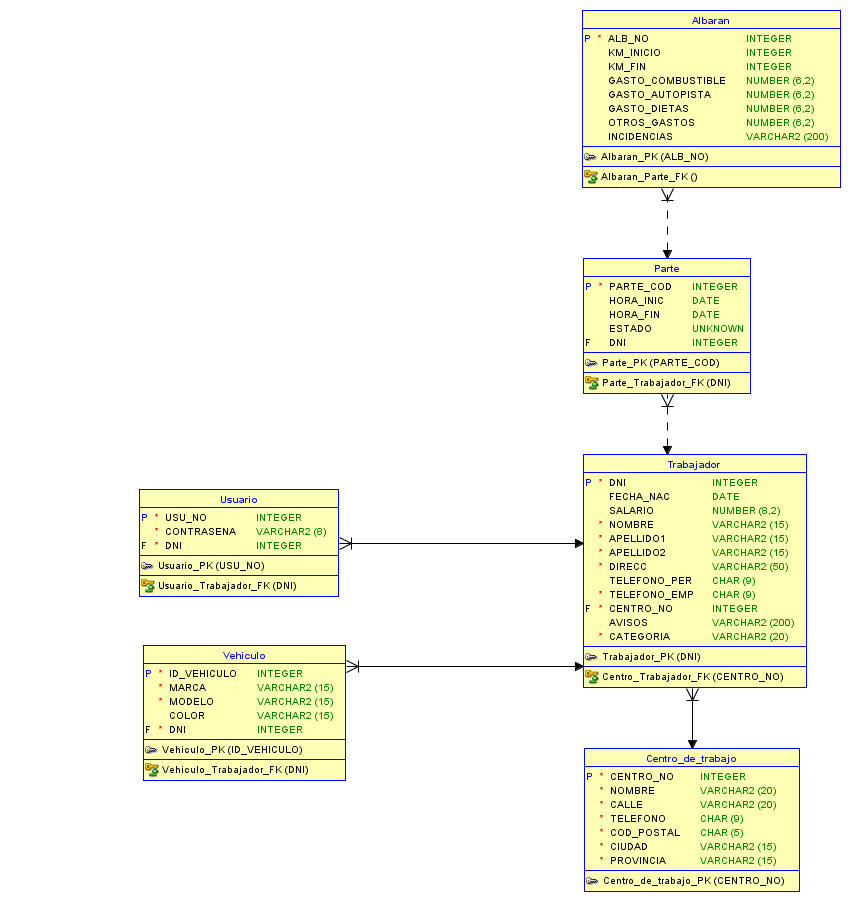 Albaran
P * ALB_NO INTEGER
KM_INICIO INTEGER
KM_FIN INTEGER
GASTO_COMBUSTIBLE NUMBER (6,2)
GASTO_AUTOPISTA NUMBER (6,2)
GASTO_DIETAS NUMBER (6,2)
OTROS_GASTOS NUMBER (6,2)
INCIDENCIAS VARCHAR2 (200)
Albaran_PK (ALB_NO)
Albaran_Parte_FK ()
Parte
P * PARTE_COD INTEGER
HORA_INIC DATE
HORA_FIN DATE
ESTADO UNKNOWN
F DNI INTEGER
Parte_PK (PARTE_COD)
Parte_Trabajador_FK (DNI)
Trabajador
P * DNI INTEGER
FECHA_NAC DATE
SALARIO NUMBER (8,2)
* NOMBRE VARCHAR2 (15)
* APELLIDO1 VARCHAR2 (15)
* APELLIDO2 VARCHAR2 (15)
* DIRECC VARCHAR2 (50)
TELEFONO_PER CHAR (9)
* TELEFONO_EMP CHAR (9)
F * CENTRO_NO INTEGER
AVISOS VARCHAR2 (200)
* CATEGORIA VARCHAR2 (20)
Trabajador_PK (DNI)
Centro_Trabajador_FK (CENTRO_NO)
Usuario
P * USU_NO INTEGER
* CONTRASENA VARCHAR2 (8)
F * DNI INTEGER
Usuario_PK (USU_NO)
Usuario_Trabajador_FK (DNI)
Vehiculo
P * ID_VEHICULO INTEGER
* MARCA VARCHAR2 (15)
* MODELO VARCHAR2 (15)
COLOR VARCHAR2 (15)
F * DNI INTEGER
Vehiculo_PK (ID_VEHICULO)
Vehiculo_Trabajador_FK (DNI)
Centro_de_trabajo
P * CENTRO_NO INTEGER
* NOMBRE VARCHAR2 (20)
* CALLE VARCHAR2 (20)
* TELEFONO CHAR (9)
* COD_POSTAL CHAR (5)
* CIUDAD VARCHAR2 (15)
* PROVINCIA VARCHAR2 (15)
Centro_de_trabajo_PK (CENTRO_NO)